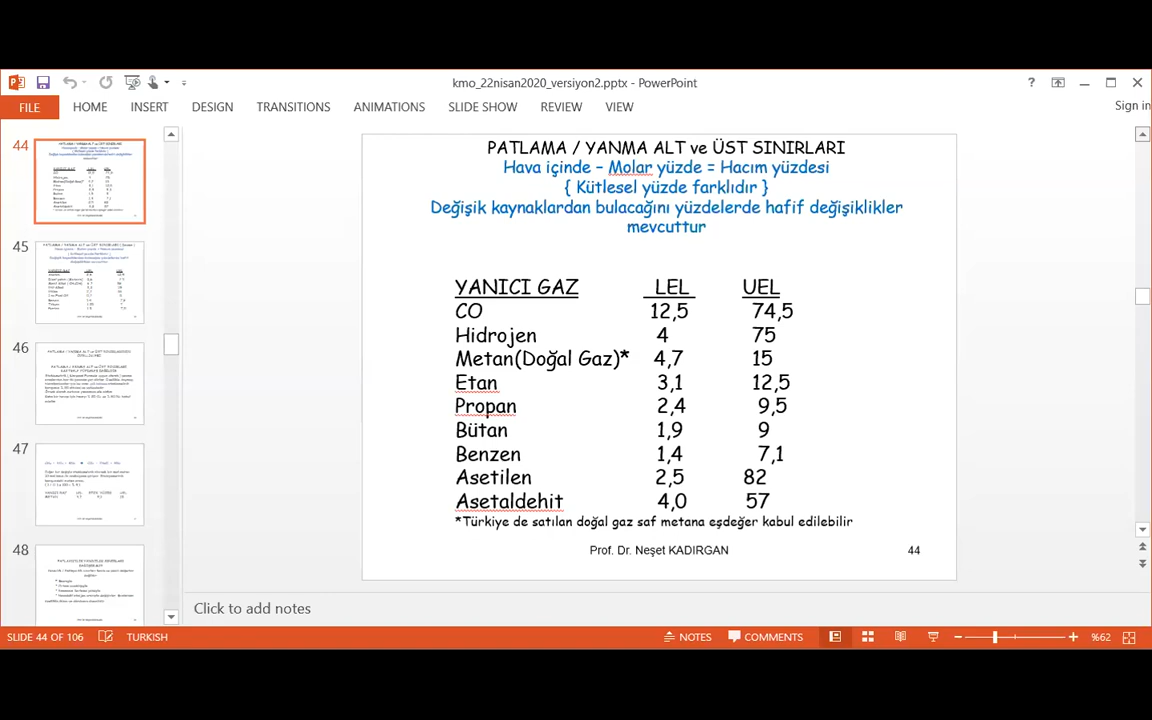 kmo_22nisan2020_versiyon2.pptx - PowerPoint
?
FILE HOME INSERT DESIGN TRANSITIONS ANIMATIONS SLIDE SHOW REVIEW VIEW Sign in
44
45
46
47
48
PATLAMA / YANMA ALT ve ÜST SINIRLARI
Hava içinde – Molar yüzde = Hacım yüzdesi
{ Kütlesel yüzde farklıdır }
Değişik kaynaklardan bulacağını yüzdelerde hafif değişiklikler
mevcuttur
YANICI GAZ LEL UEL
CO 12,5 74,5
Hidrojen 4 75
Metan(Doğal Gaz)* 4,7 15
Etan 3,1 12,5
Propan 2,4 9,5
Bütan 1,9 9
Benzen 1,4 7,1
Asetilen 2,5 82
Asetaldehit 4,0 57
*Türkiye de satılan doğal gaz saf metana eşdeğer kabul edilebilir
Prof. Dr. Neşet KADIRGAN 44
Click to add notes
SLIDE 44 OF 106 TURKISH NOTES COMMENTS %62